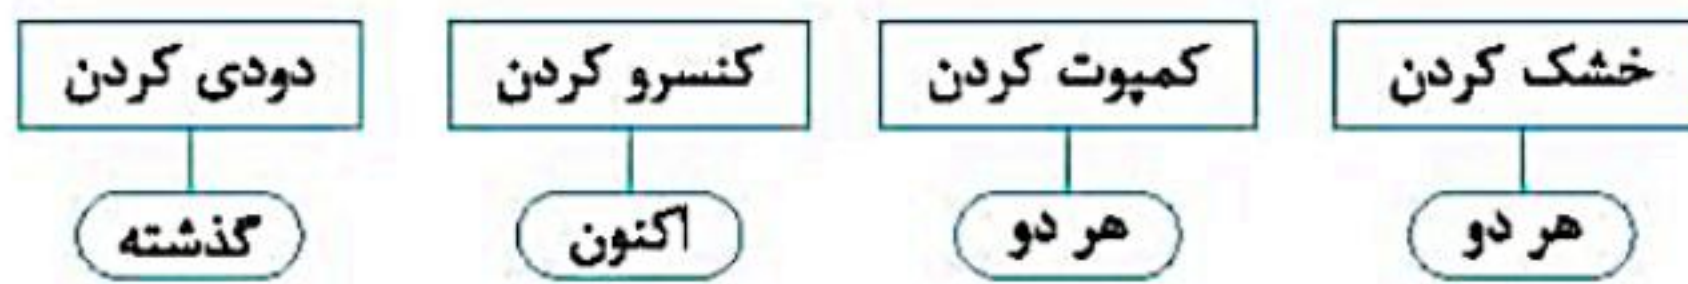 خشک کردن
کمپوت کردن
کنسرو کردن
دودی کردن
هر دو
هر دو
اکنون
گذشته